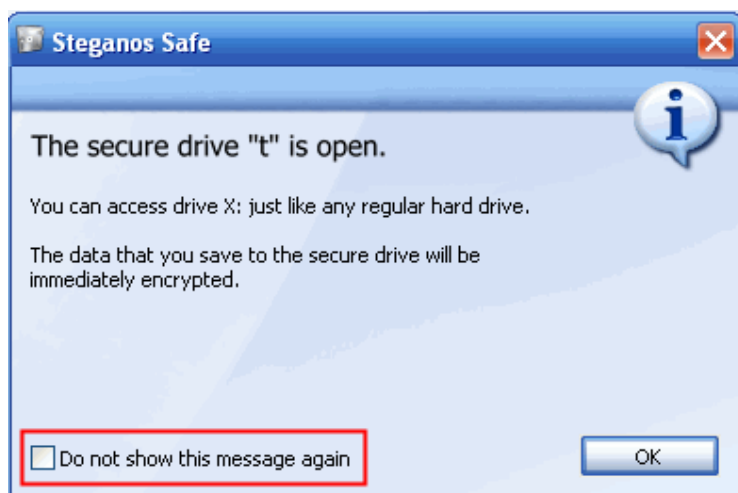 Steganos Safe
The secure drive "t" is open.
You can access drive X: just like any regular hard drive.
The data that you save to the secure drive will be
immediately encrypted.
Do not show this message again
OK